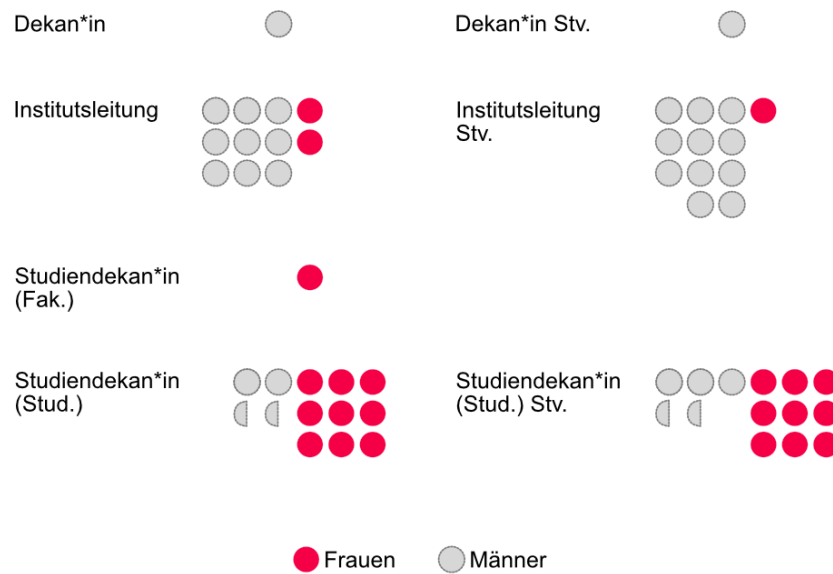 Dekan*in
Dekan*in Stv.
Institutsleitung
Institutsleitung
Stv.
Studiendekan*in
(Fak.)
Studiendekan*in
(Stud.)
Studiendekan*in
(Stud.) Stv.
Frauen
Männer